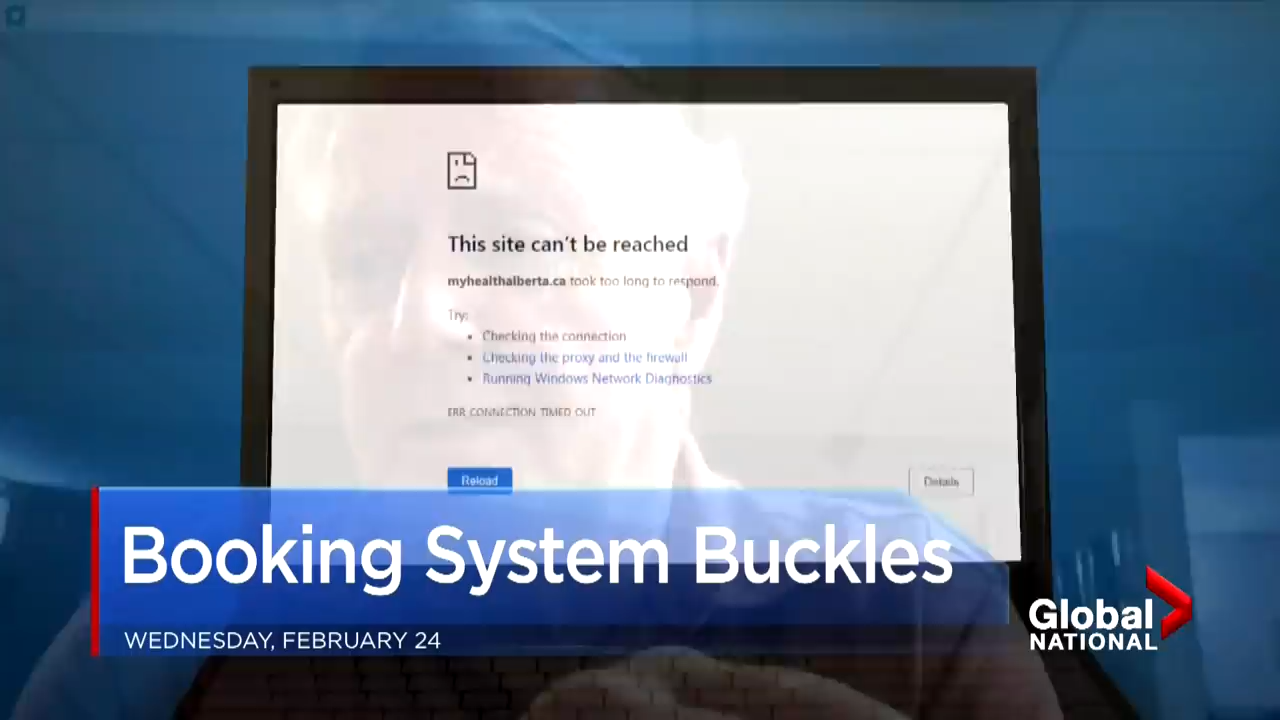 This site can't be reached
myhealthalberta.ca took too long to respond.
Try:
Checking the connection
Checking the proxy and the firewall
Running Windows Network Diagnostics
ERR_CONNECTION_TIMED_OUT
Reload
Details
Booking System Buckles
WEDNESDAY, FEBRUARY 24
Global
NATIONAL